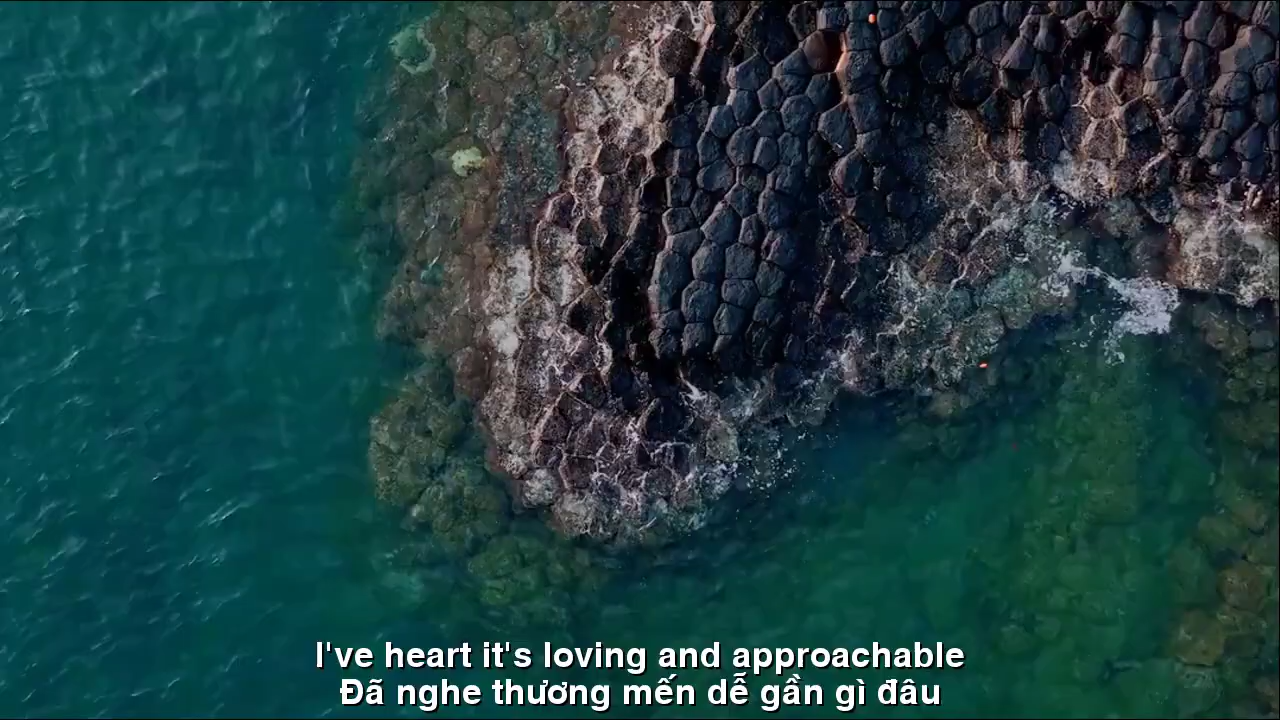 I've heart it's loving and approachable
Đã nghe thương mến dễ gần gì đâu